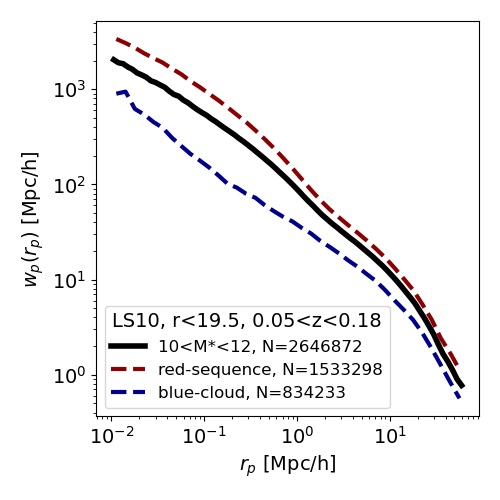 10³
10²
10¹
10⁰
w_p(r_p) [Mpc/h]
LS10, r<19.5, 0.05<z<0.18
10<M*<12, N=2646872
red-sequence, N=1533298
blue-cloud, N=834233
10⁻² 10⁻¹ 10⁰ 10¹
r_p [Mpc/h]